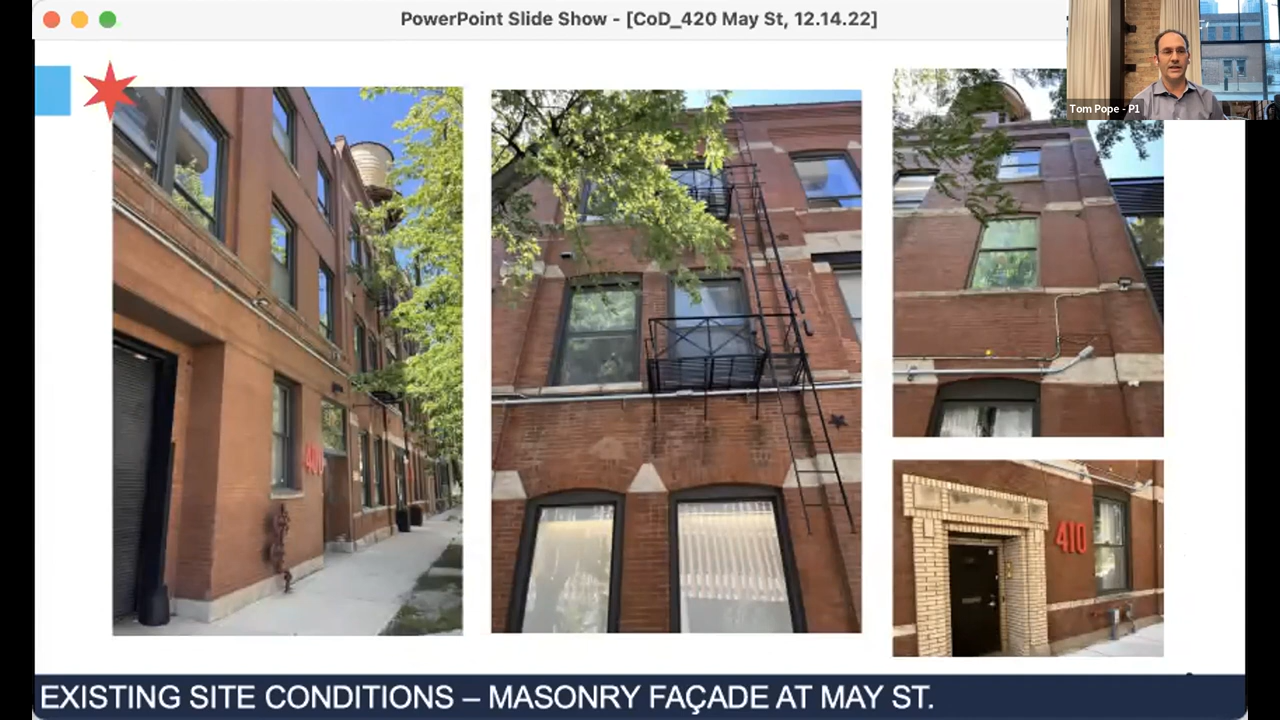 PowerPoint Slide Show - [CoD_420 May St, 12.14.22]
Tom Pope - P1
410
EXISTING SITE CONDITIONS – MASONRY FAÇADE AT MAY ST.